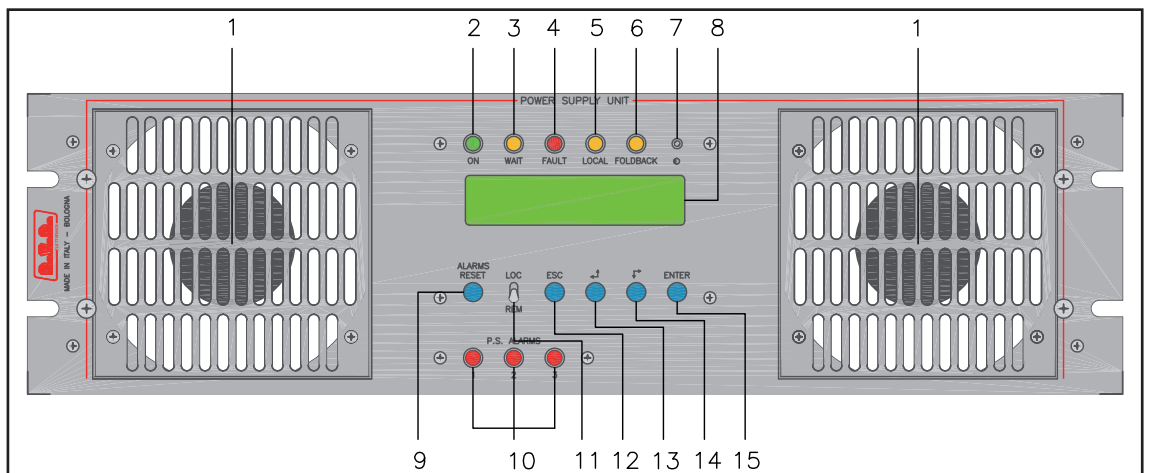 1 2 3 4 5 6 7 8 1
POWER SUPPLY UNIT
ON WAIT FAULT LOCAL FOLDBACK
MADE IN ITALY - BOLOGNA
ALARMS RESET
LOC
REM
ESC
ENTER
P.S. ALARMS
2 3
9 10 11 12 13 14 15